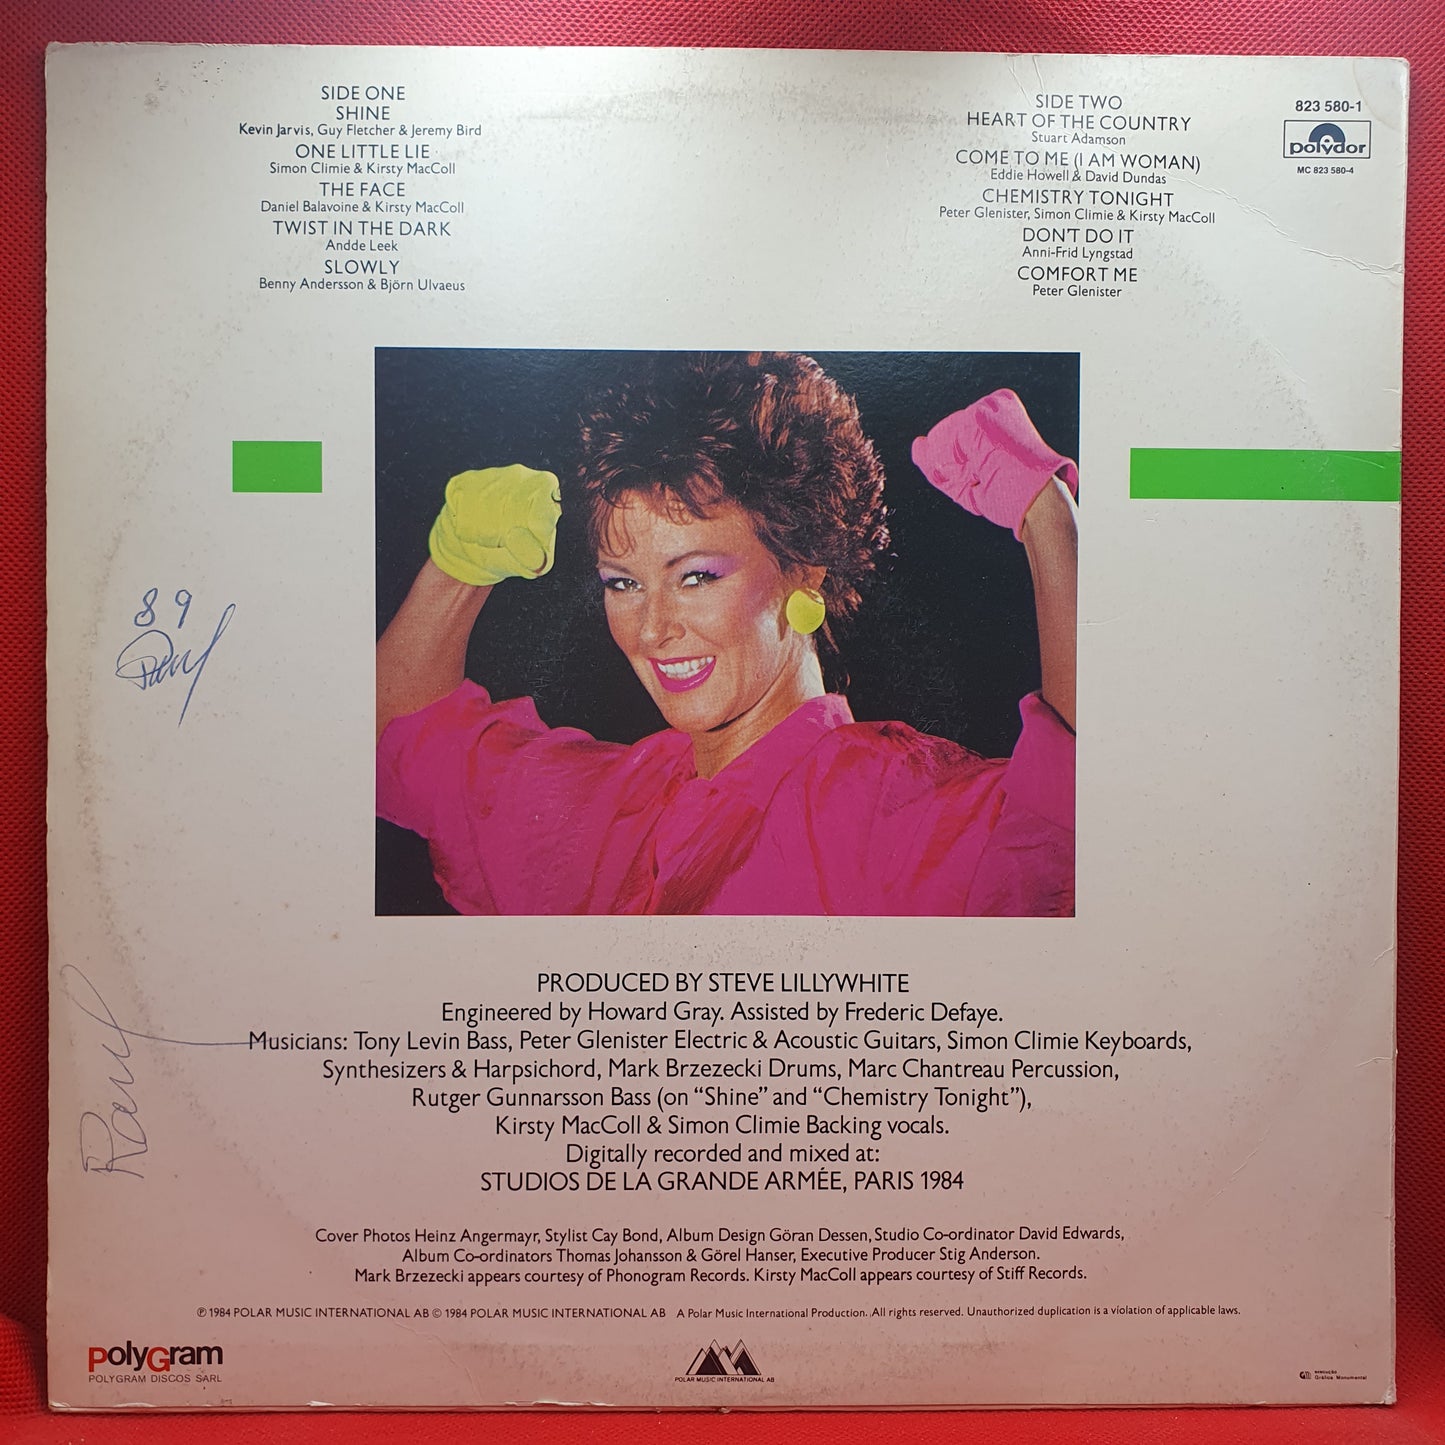 SIDE ONE
SHINE
Kevin Jarvis, Guy Fletcher & Jeremy Bird
ONE LITTLE LIE
Simon Climie & Kirsty MacColl
THE FACE
Daniel Balavoine & Kirsty MacColl
TWIST IN THE DARK
Andde Leek
SLOWLY
Benny Andersson & Björn Ulvaeus
SIDE TWO
HEART OF THE COUNTRY
Stuart Adamson
COME TO ME (I AM WOMAN)
Eddie Howell & David Dundas
CHEMISTRY TONIGHT
Peter Glenister, Simon Climie & Kirsty MacColl
DON'T DO IT
Anni-Frid Lyngstad
COMFORT ME
Peter Glenister
823 580-1
polydor
MC 823 580-4
89
PRODUCED BY STEVE LILLYWHITE
Engineered by Howard Gray. Assisted by Frederic Defaye.
Musicians: Tony Levin Bass, Peter Glenister Electric & Acoustic Guitars, Simon Climie Keyboards,
Synthesizers & Harpsichord, Mark Brzezecki Drums, Marc Chantreau Percussion,
Rutger Gunnarsson Bass (on “Shine” and “Chemistry Tonight”),
Kirsty MacColl & Simon Climie Backing vocals.
Digitally recorded and mixed at:
STUDIOS DE LA GRANDE ARMÉE, PARIS 1984
Cover Photos Heinz Angermayr, Stylist Cay Bond, Album Design Göran Dessen, Studio Co-ordinator David Edwards,
Album Co-ordinators Thomas Johansson & Görel Hanser, Executive Producer Stig Anderson.
Mark Brzezecki appears courtesy of Phonogram Records. Kirsty MacColl appears courtesy of Stiff Records.
℗ 1984 POLAR MUSIC INTERNATIONAL AB © 1984 POLAR MUSIC INTERNATIONAL AB A Polar Music International Production. All rights reserved. Unauthorized duplication is a violation of applicable laws.
PolyGram
POLYGRAM DISCOS SARL
POLAR MUSIC INTERNATIONAL AB
execução
Gráfica Monumental